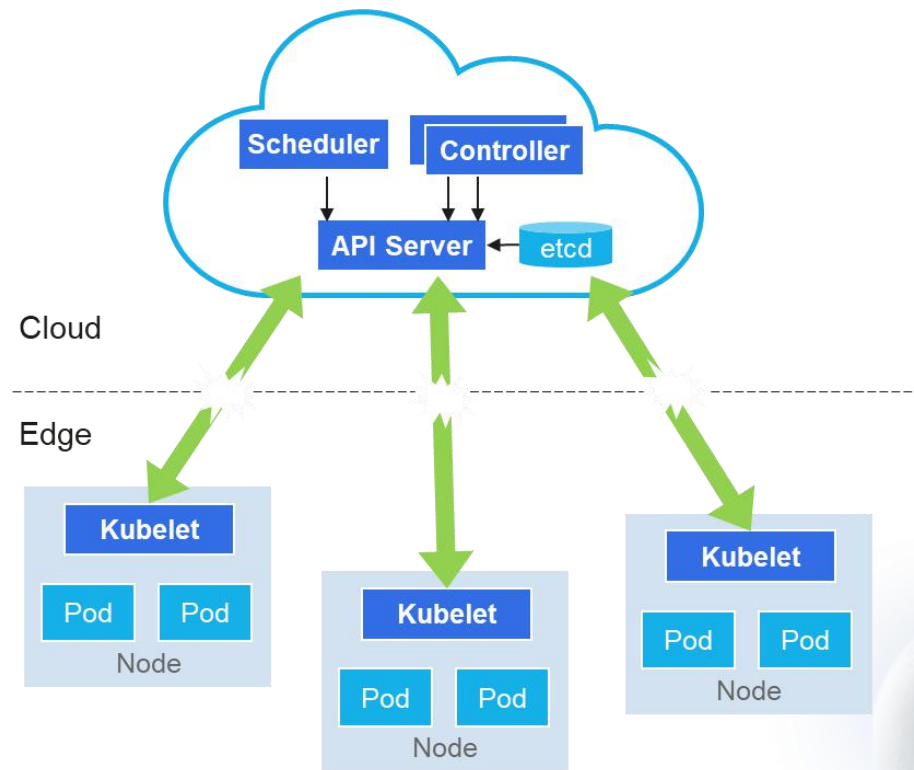 Scheduler
Controller
API Server
etcd
Cloud
Edge
Kubelet
Pod Pod
Node
Kubelet
Pod Pod
Node
Kubelet
Pod Pod
Node